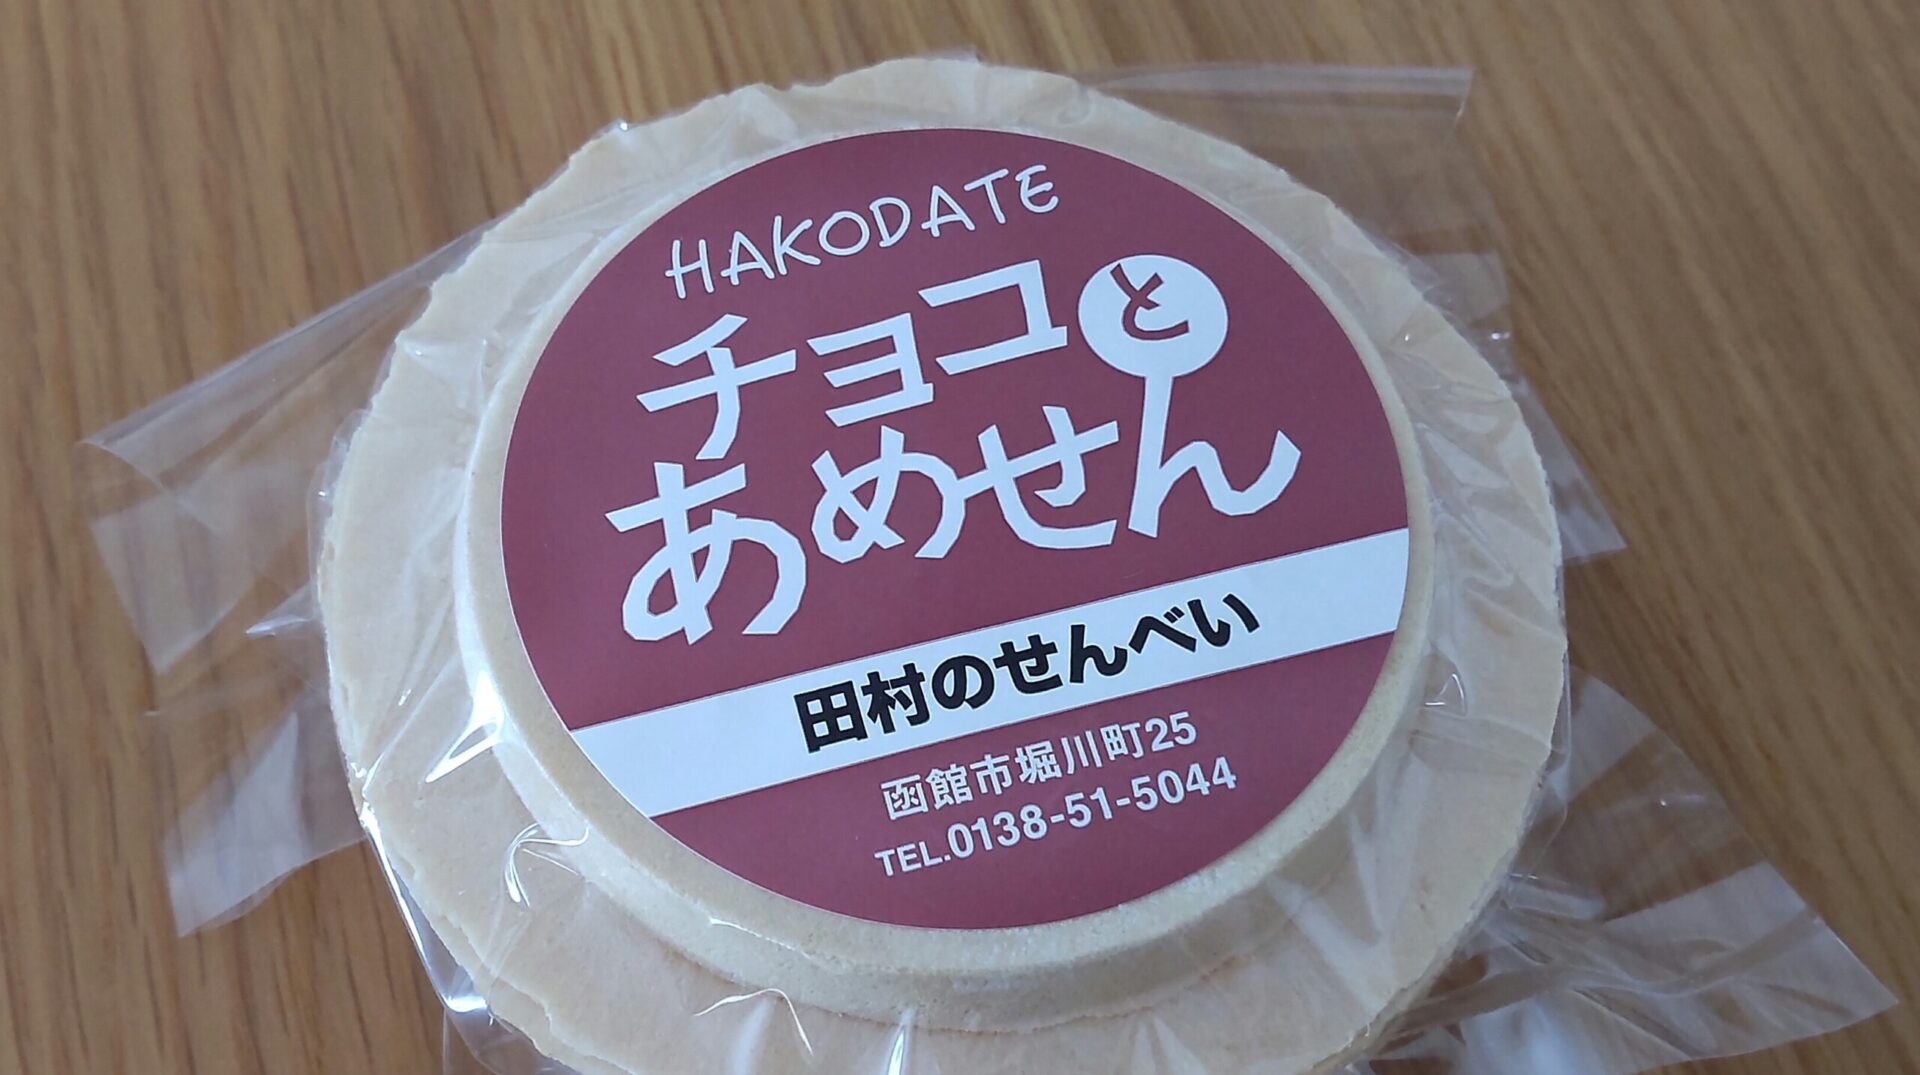 HAKODATE
チョコと
あめせん
田村のせんべい
函館市堀川町25
TEL.0138-51-5044